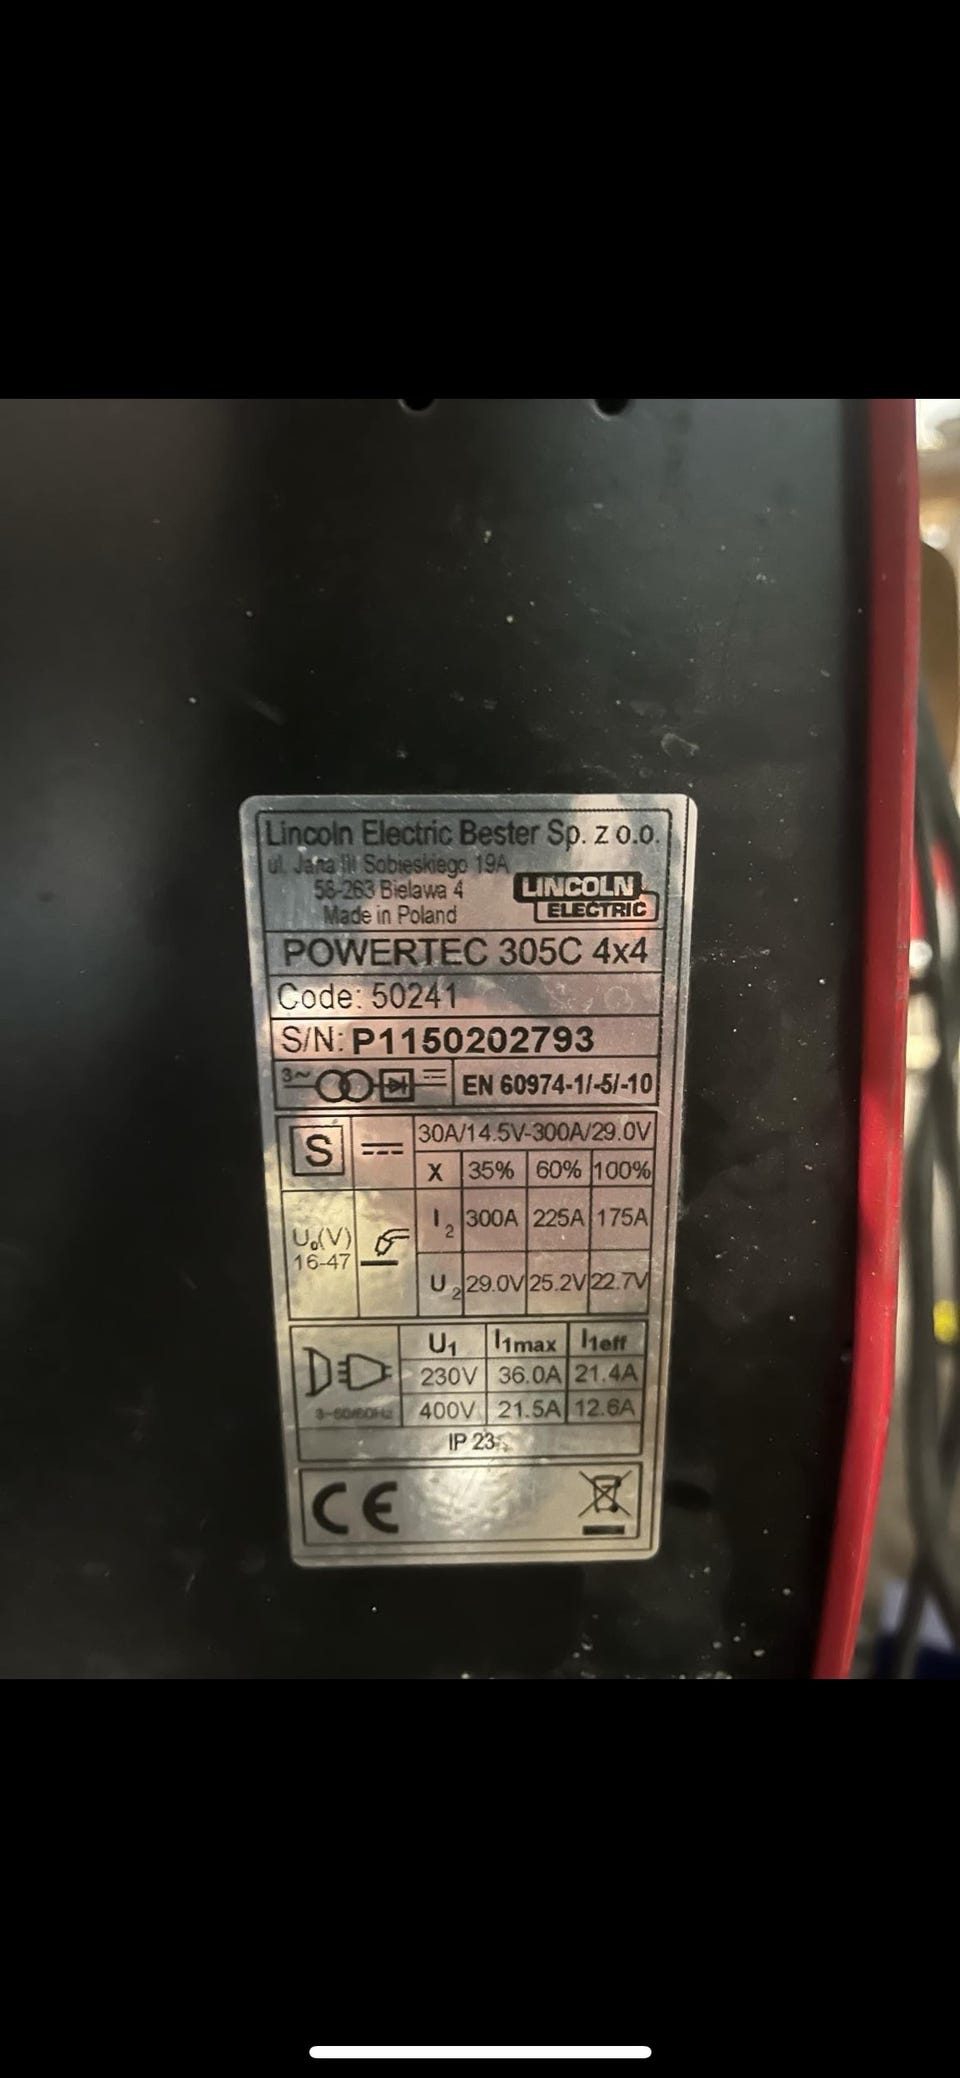 Lincoln Electric Bester Sp. z o.o.
ul. Jana III Sobieskiego 19A
58-263 Bielawa 4
Made in Poland
LINCOLN
ELECTRIC
POWERTEC 305C 4x4
Code: 50241
S/N: P1150202793
3~ EN 60974-1/-5/-10
S 30A/14.5V-300A/29.0V
X 35% 60% 100%
U₀(V) 16-47
I2 300A 225A 175A
U2 29.0V 25.2V 22.7V
U1 I1max I1eff
230V 36.0A 21.4A
3~50/60Hz 400V 21.5A 12.6A
IP 23
CE